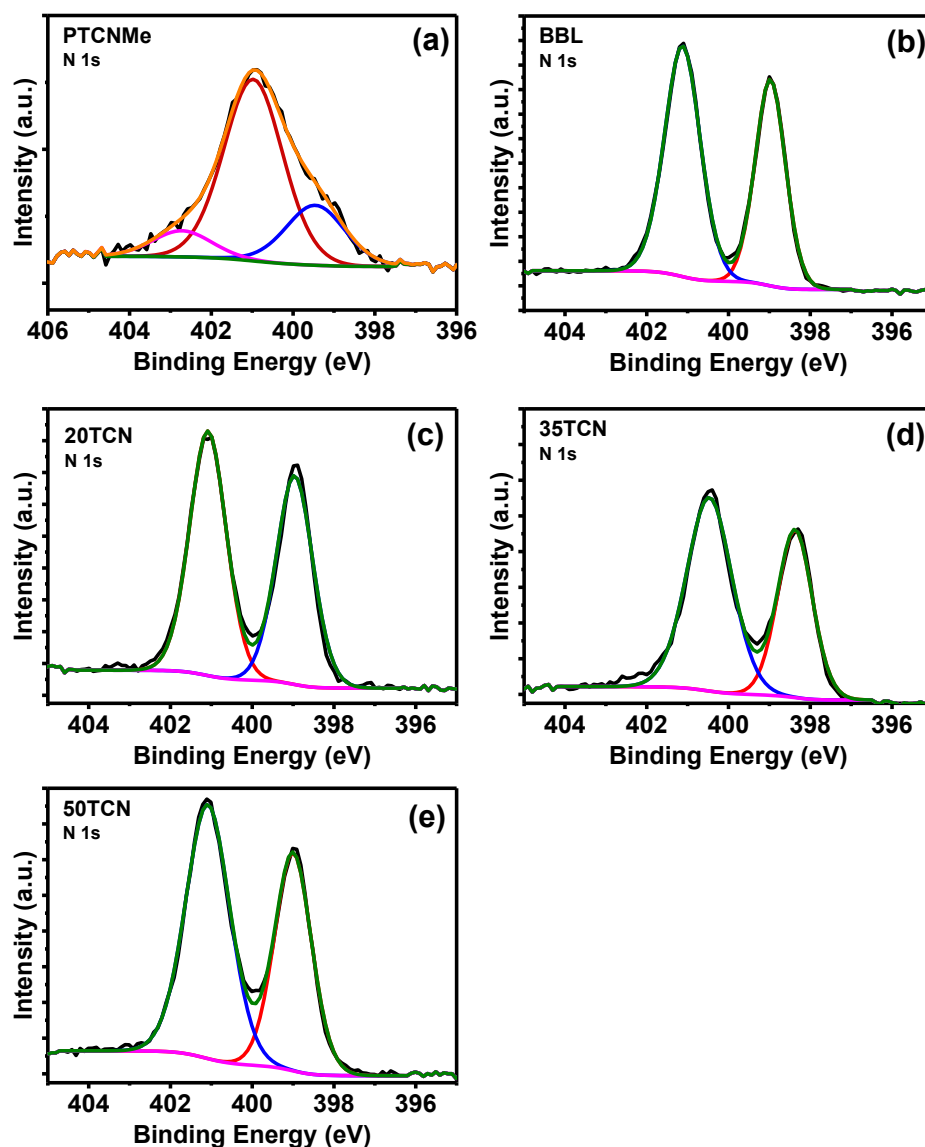 PTCNMe
N 1s
(a)
Intensity (a.u.)
406 404 402 400 398 396
Binding Energy (eV)
BBL
N 1s
(b)
Intensity (a.u.)
404 402 400 398 396
Binding Energy (eV)
20TCN
N 1s
(c)
Intensity (a.u.)
404 402 400 398 396
Binding Energy (eV)
35TCN
N 1s
(d)
Intensity (a.u.)
404 402 400 398 396
Binding Energy (eV)
50TCN
N 1s
(e)
Intensity (a.u.)
404 402 400 398 396
Binding Energy (eV)